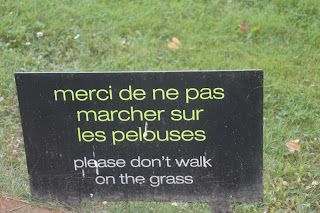 merci de ne pas
marcher sur
les pelouses
please don't walk
on the grass